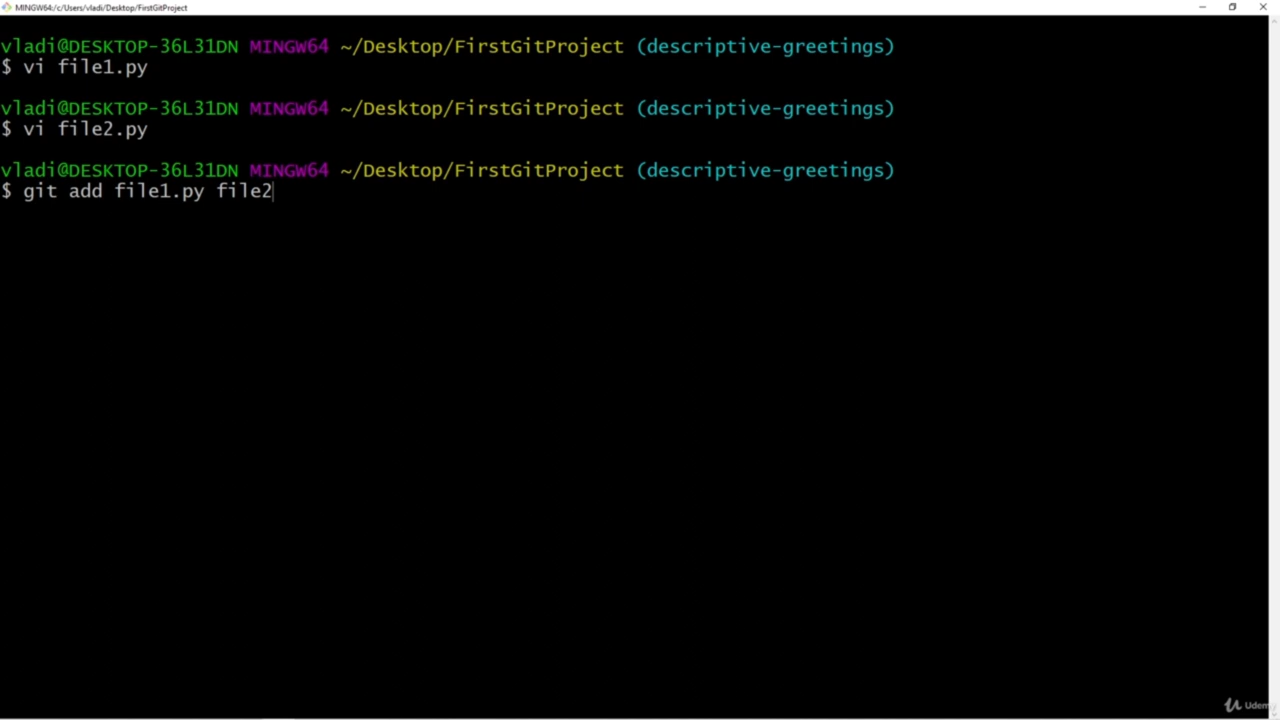 MINGW64:/c/Users/vladi/Desktop/FirstGitProject
vladi@DESKTOP-36L31DN MINGW64 ~/Desktop/FirstGitProject (descriptive-greetings)
$ vi file1.py
vladi@DESKTOP-36L31DN MINGW64 ~/Desktop/FirstGitProject (descriptive-greetings)
$ vi file2.py
vladi@DESKTOP-36L31DN MINGW64 ~/Desktop/FirstGitProject (descriptive-greetings)
$ git add file1.py file2
Udemy